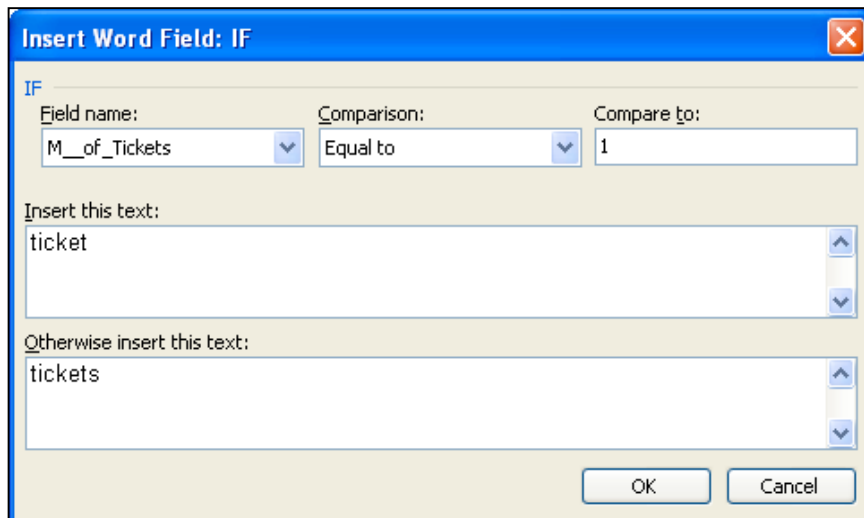 Insert Word Field: IF
IF
Field name: Comparison: Compare to:
M__of_Tickets Equal to 1
Insert this text:
ticket
Otherwise insert this text:
tickets
OK Cancel